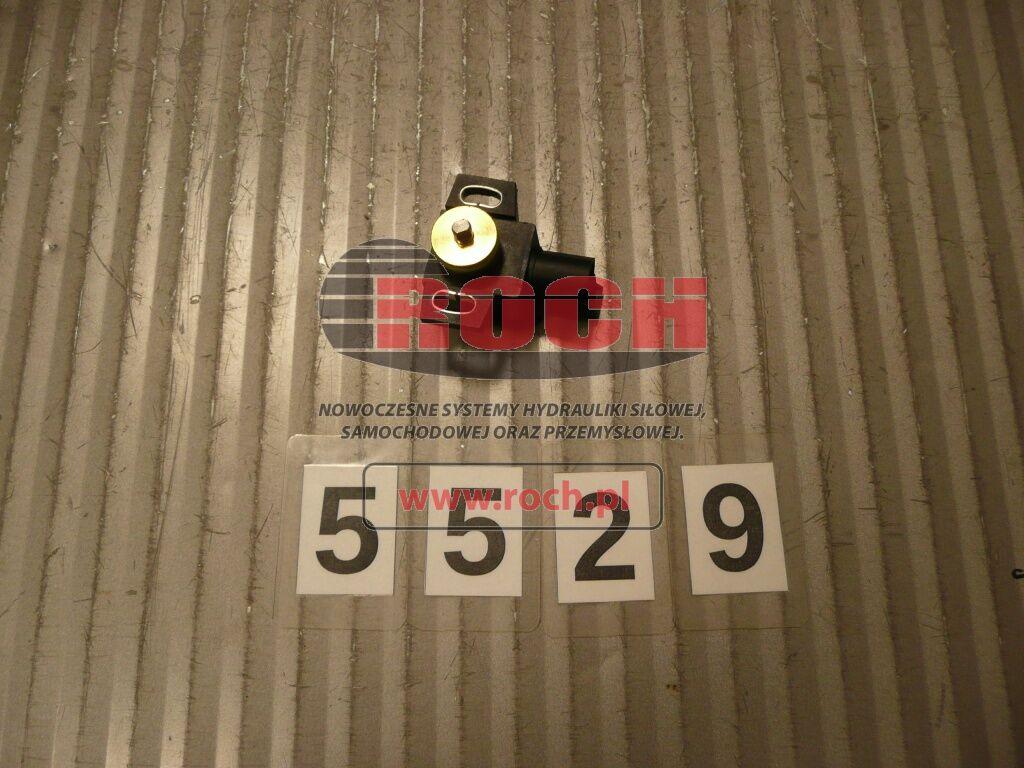 ROCH
NOWOCZESNE SYSTEMY HYDRAULIKI SIŁOWEJ,
SAMOCHODOWEJ ORAZ PRZEMYSŁOWEJ.
www.roch.pl
5 5 2 9